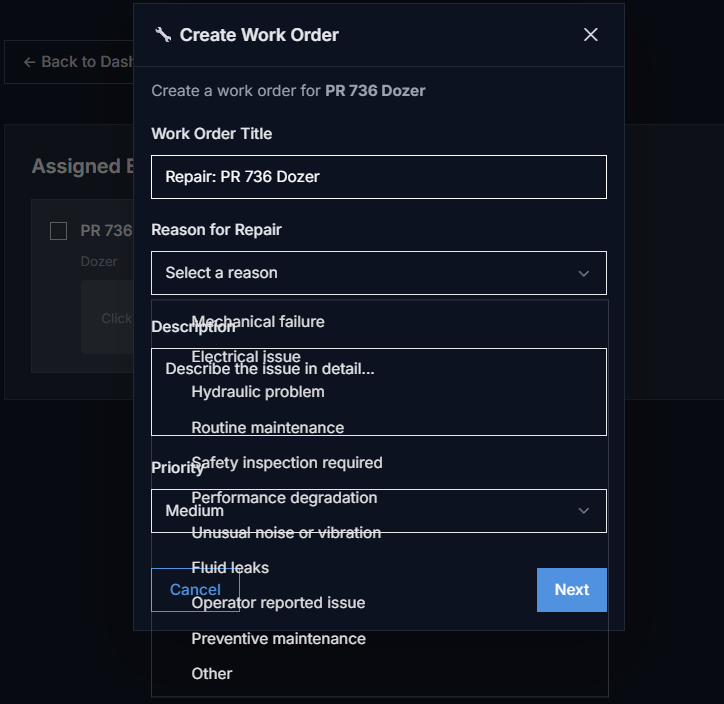 Create Work Order
← Back to Dash
Create a work order for PR 736 Dozer
Work Order Title
Assigned E
Repair: PR 736 Dozer
PR 736
Reason for Repair
Dozer
Select a reason
Click
Mechanical failure
Description
Electrical issue
Describe the issue in detail...
Hydraulic problem
Routine maintenance
Safety inspection required
Priority
Performance degradation
Medium
Unusual noise or vibration
Fluid leaks
Cancel
Next
Operator reported issue
Preventive maintenance
Other